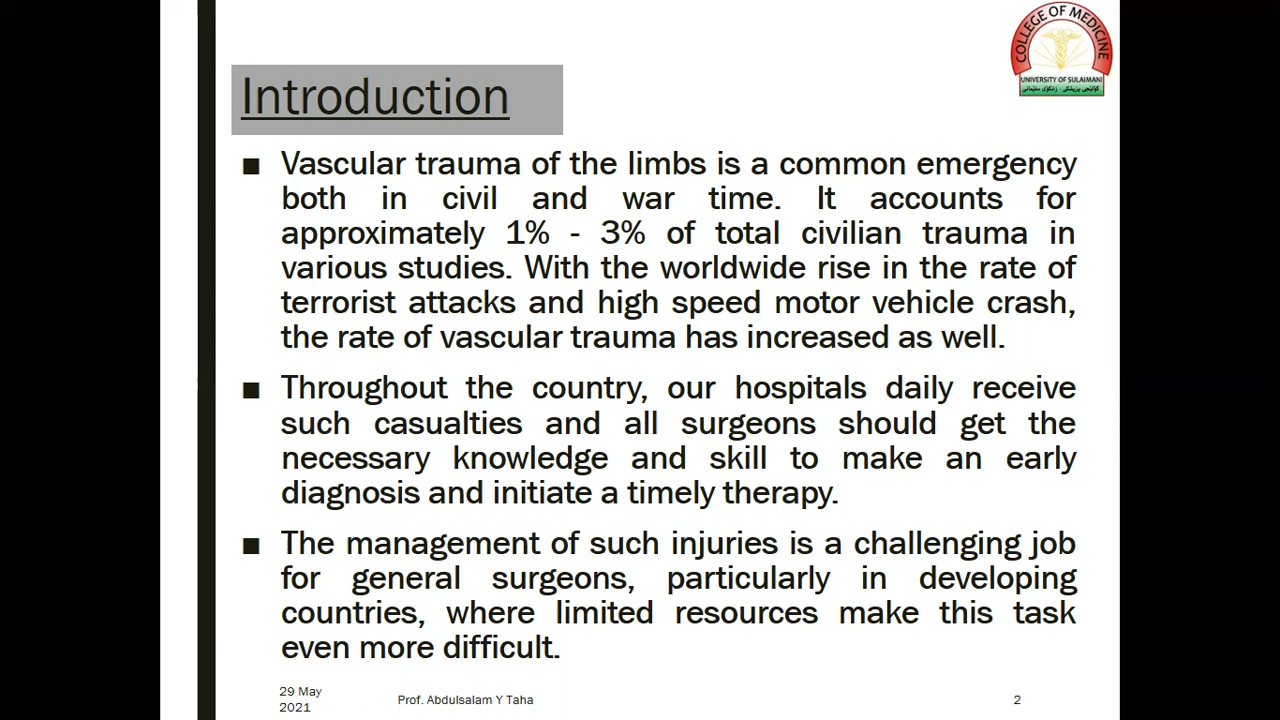 COLLEGE OF MEDICINE
UNIVERSITY OF SULAIMANI
كۆلێجی پزیشکی - زانکۆی سلێمانی
Introduction
■ Vascular trauma of the limbs is a common emergency
both in civil and war time. It accounts for
approximately 1% - 3% of total civilian trauma in
various studies. With the worldwide rise in the rate of
terrorist attacks and high speed motor vehicle crash,
the rate of vascular trauma has increased as well.
■ Throughout the country, our hospitals daily receive
such casualties and all surgeons should get the
necessary knowledge and skill to make an early
diagnosis and initiate a timely therapy.
■ The management of such injuries is a challenging job
for general surgeons, particularly in developing
countries, where limited resources make this task
even more difficult.
29 May
2021
Prof. Abdulsalam Y Taha
2